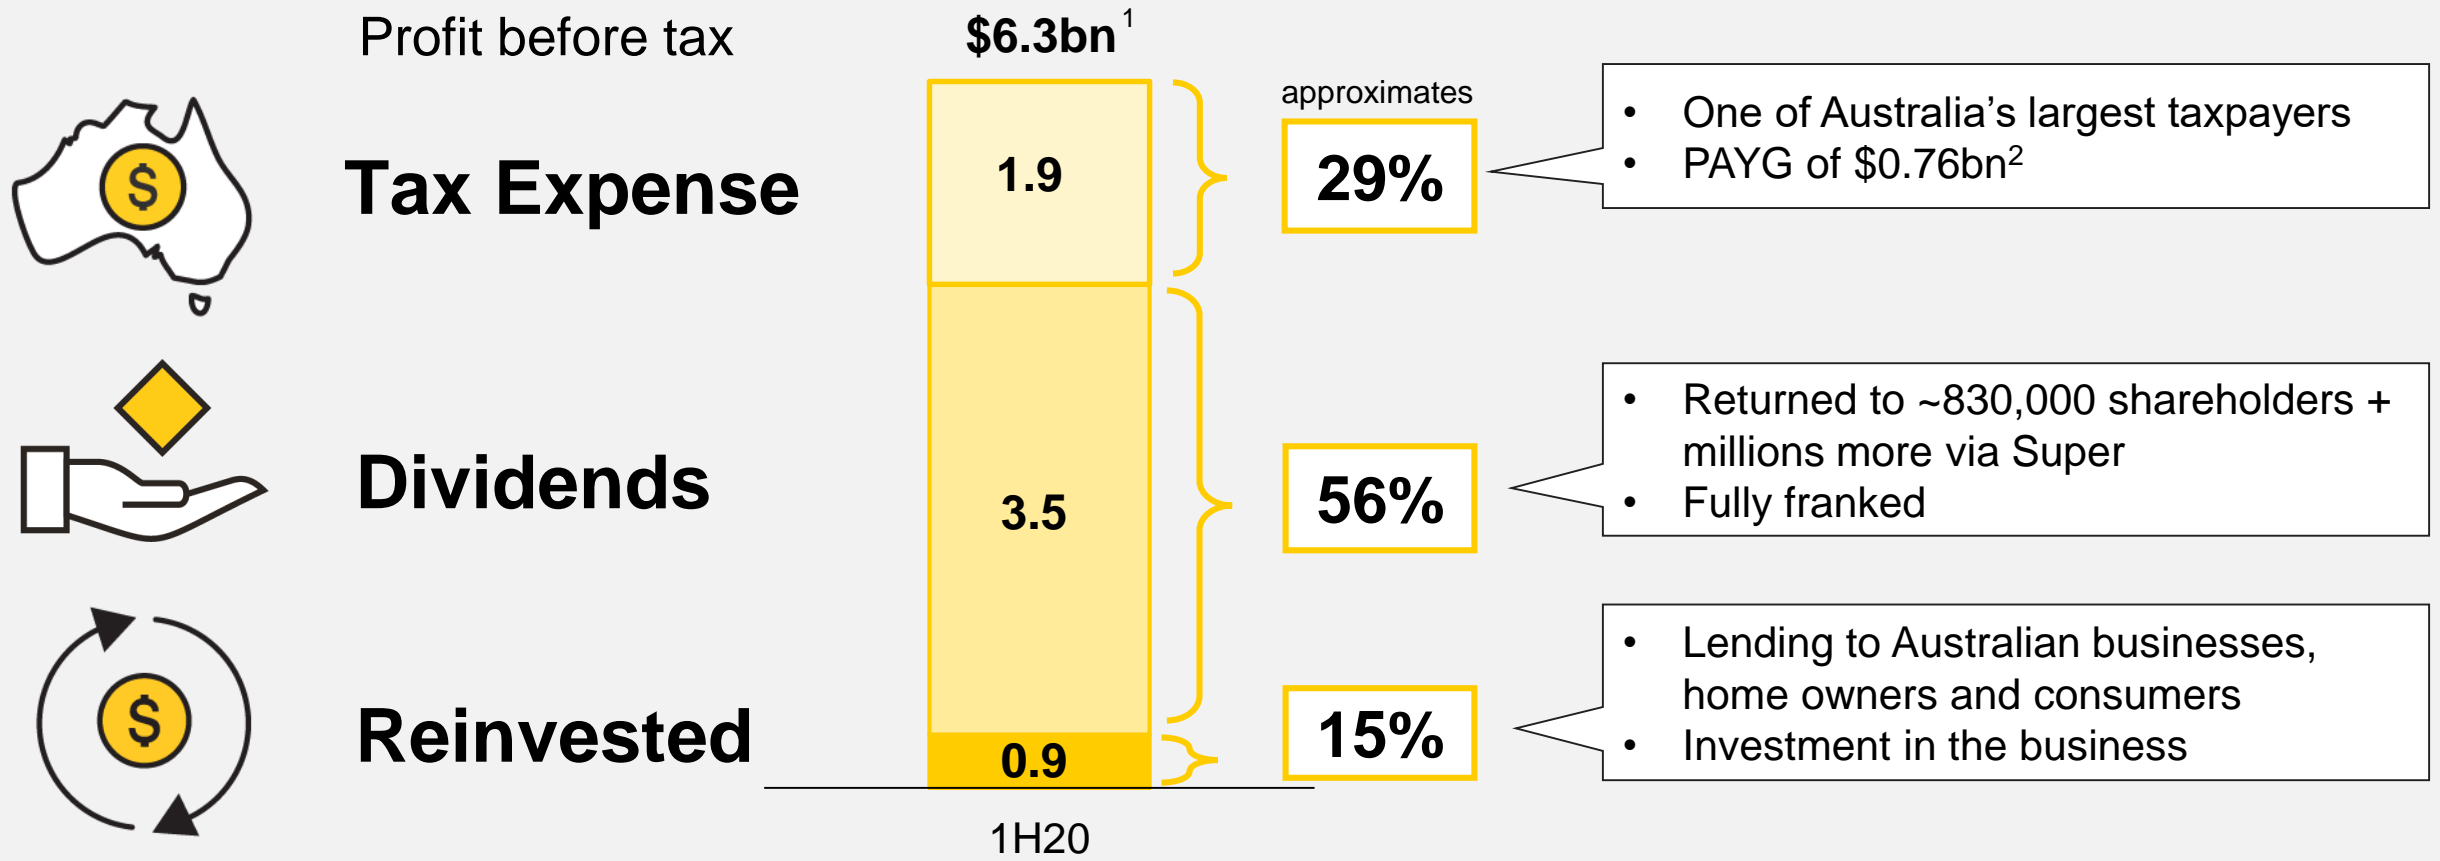 Profit before tax
$6.3bn¹
approximates
Tax Expense
$
1.9
29%
• One of Australia’s largest taxpayers
• PAYG of $0.76bn²
Dividends
3.5
56%
• Returned to ~830,000 shareholders +
millions more via Super
• Fully franked
Reinvested
$
0.9
15%
• Lending to Australian businesses,
home owners and consumers
• Investment in the business
1H20